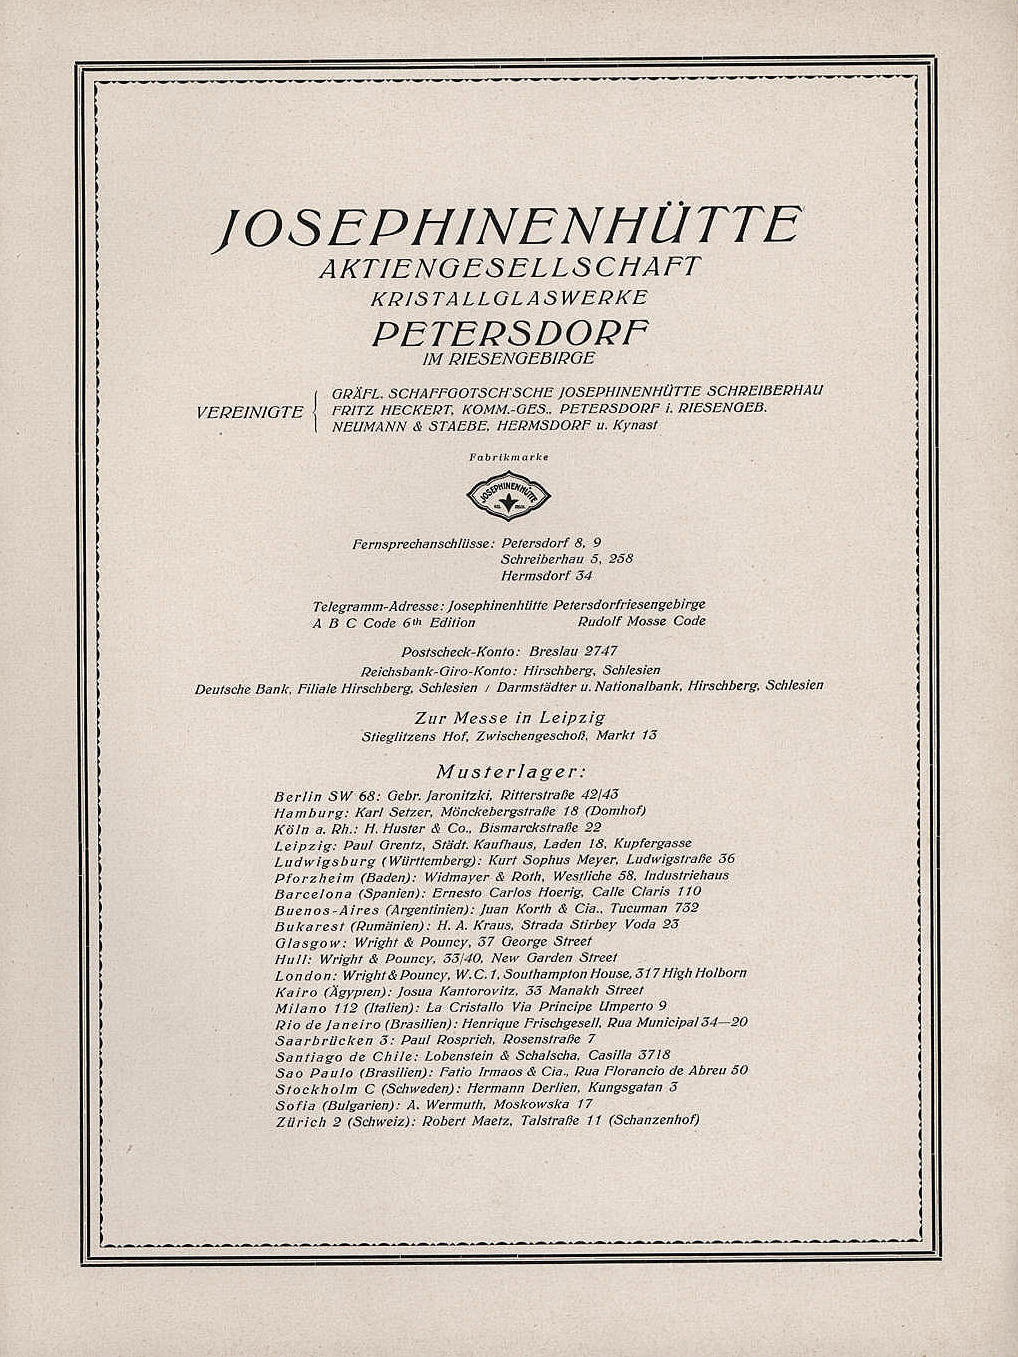 JOSEPHINENHÜTTE
AKTIENGESELLSCHAFT
KRISTALLGLASWERKE
PETERSDORF
IM RIESENGEBIRGE
VEREINIGTE
GRÄFL. SCHAFFGOTSCH'SCHE JOSEPHINENHÜTTE SCHREIBERHAU
FRITZ HECKERT, KOMM.-GES., PETERSDORF i. RIESENGEB.
NEUMANN & STAEBE, HERMSDORF u. Kynast
Fabrikmarke
JOSEPHINENHÜTTE
Fernsprechanschlüsse: Petersdorf 8, 9
Schreiberhau 5, 258
Hermsdorf 34
Telegramm-Adresse: Josephinenhütte Petersdorfriesengebirge
A B C Code 6th Edition Rudolf Mosse Code
Postscheck-Konto: Breslau 2747
Reichsbank-Giro-Konto: Hirschberg, Schlesien
Deutsche Bank, Filiale Hirschberg, Schlesien / Darmstädter u. Nationalbank, Hirschberg, Schlesien
Zur Messe in Leipzig
Stieglitzens Hof, Zwischengeschoß, Markt 13
Musterlager:
Berlin SW 68: Gebr. Jaronitzki, Ritterstraße 42/43
Hamburg: Karl Setzer, Mönckebergstraße 18 (Domhof)
Köln a. Rh.: H. Huster & Co., Bismarckstraße 22
Leipzig: Paul Grentz, Städt. Kaufhaus, Laden 18, Kupfergasse
Ludwigsburg (Württemberg): Kurt Sophus Meyer, Ludwigstraße 36
Pforzheim (Baden): Widmayer & Roth, Westliche 58, Industriehaus
Barcelona (Spanien): Ernesto Carlos Hoerig, Calle Claris 110
Buenos-Aires (Argentinien): Juan Korth & Cia., Tucuman 732
Bukarest (Rumänien): H. A. Kraus, Strada Stirbey Voda 23
Glasgow: Wright & Pouncy, 37 George Street
Hull: Wright & Pouncy, 33/40, New Garden Street
London: Wright & Pouncy, W. C. 1, Southampton House, 317 High Holborn
Kairo (Ägypten): Josua Kantorovitz, 33 Manakh Street
Milano 112 (Italien): La Cristallo Via Principe Umperto 9
Rio de Janeiro (Brasilien): Henrique Frischgesell, Rua Municipal 34—20
Saarbrücken 3: Paul Rosprich, Rosenstraße 7
Santiago de Chile: Lobenstein & Schalscha, Casilla 3718
Sao Paulo (Brasilien): Fatio Irmaos & Cia., Rua Florancio de Abreu 50
Stockholm C (Schweden): Hermann Derlien, Kungsgatan 3
Sofia (Bulgarien): A. Wermuth, Moskowska 17
Zürich 2 (Schweiz): Robert Maetz, Talstraße 11 (Schanzenhof)